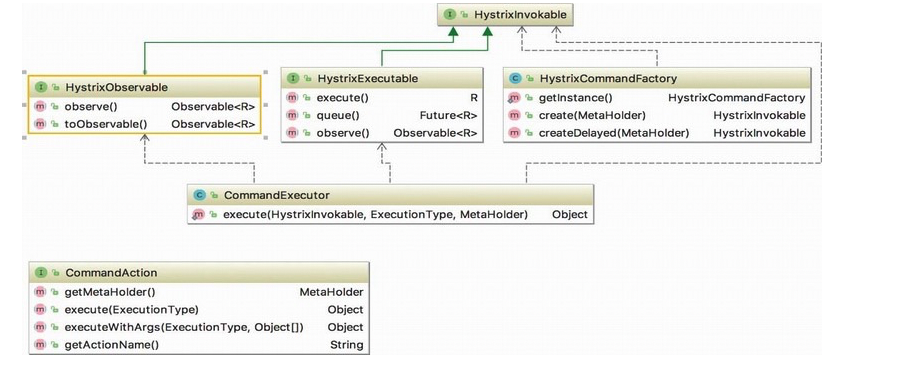 HystrixInvokable
HystrixObservable
observe() Observable<R>
toObservable() Observable<R>
HystrixExecutable
execute() R
queue() Future<R>
observe() Observable<R>
HystrixCommandFactory
getInstance() HystrixCommandFactory
create(MetaHolder) HystrixInvokable
createDelayed(MetaHolder) HystrixInvokable
CommandExecutor
execute(HystrixInvokable, ExecutionType, MetaHolder) Object
CommandAction
getMetaHolder() MetaHolder
execute(ExecutionType) Object
executeWithArgs(ExecutionType, Object[]) Object
getActionName() String